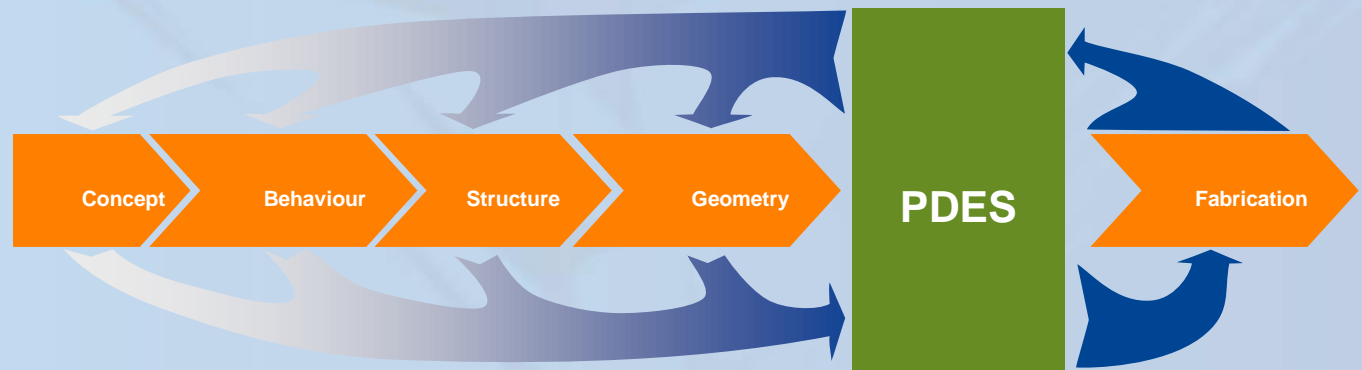 Concept
Behaviour
Structure
Geometry
PDES
Fabrication